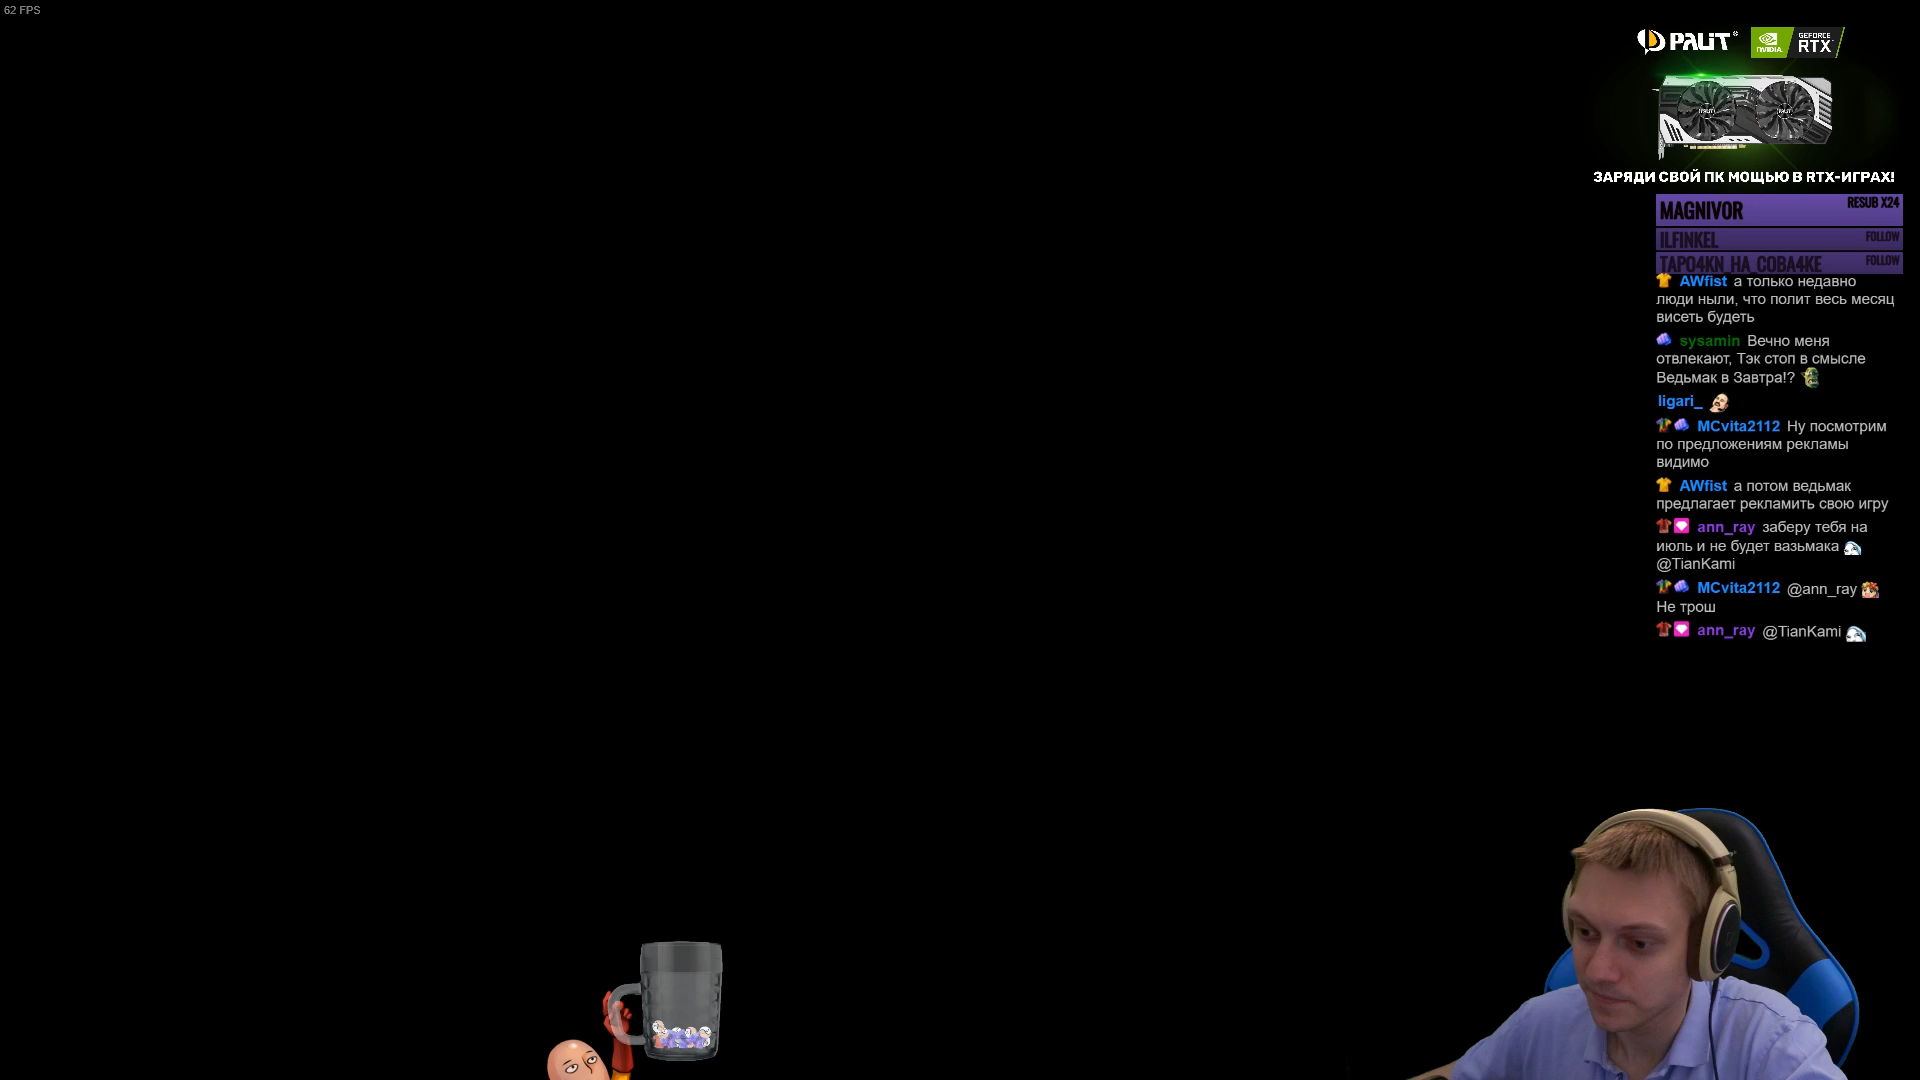 62 FPS
PALIT
NVIDIA
GEFORCE
RTX
ЗАРЯДИ СВОЙ ПК МОЩЬЮ В RTX-ИГРАХ!
MAGNIVOR RESUB X24
ILFINKEL FOLLOW
TAPO4KN_HA_COBA4KE FOLLOW
AWfist а только недавно
люди ныли, что полит весь месяц
висеть будеть
sysamin Вечно меня
отвлекают, Тэк стоп в смысле
Ведьмак в Завтра!?
ligari_
MCvita2112 Ну посмотрим
по предложениям рекламы
видимо
AWfist а потом ведьмак
предлагает рекламить свою игру
ann_ray заберу тебя на
июль и не будет вазьмака
@TianKami
MCvita2112 @ann_ray
Не трош
ann_ray @TianKami